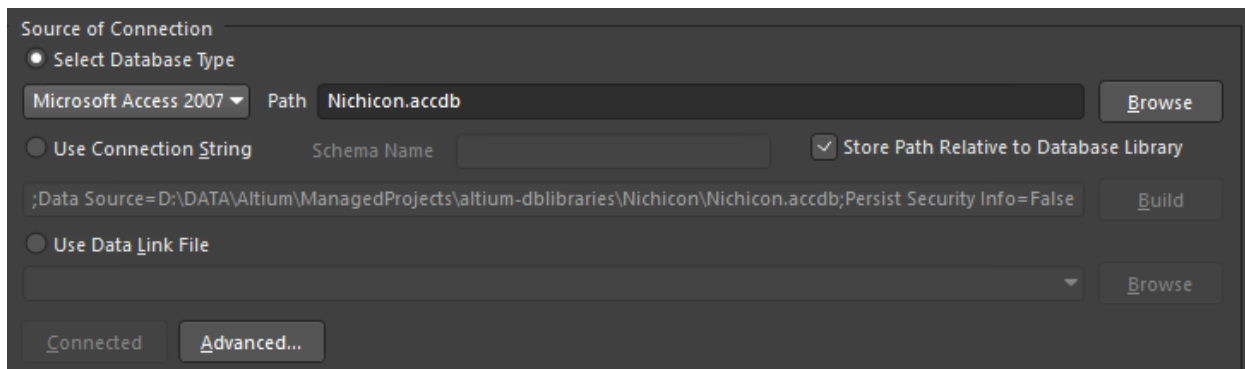 Source of Connection
Select Database Type
Microsoft Access 2007 Path Nichicon.accdb Browse
Use Connection String Schema Name Store Path Relative to Database Library
;Data Source=D:\DATA\Altium\ManagedProjects\altium-dblibraries\Nichicon\Nichicon.accdb;Persist Security Info=False Build
Use Data Link File
Browse
Connected Advanced...